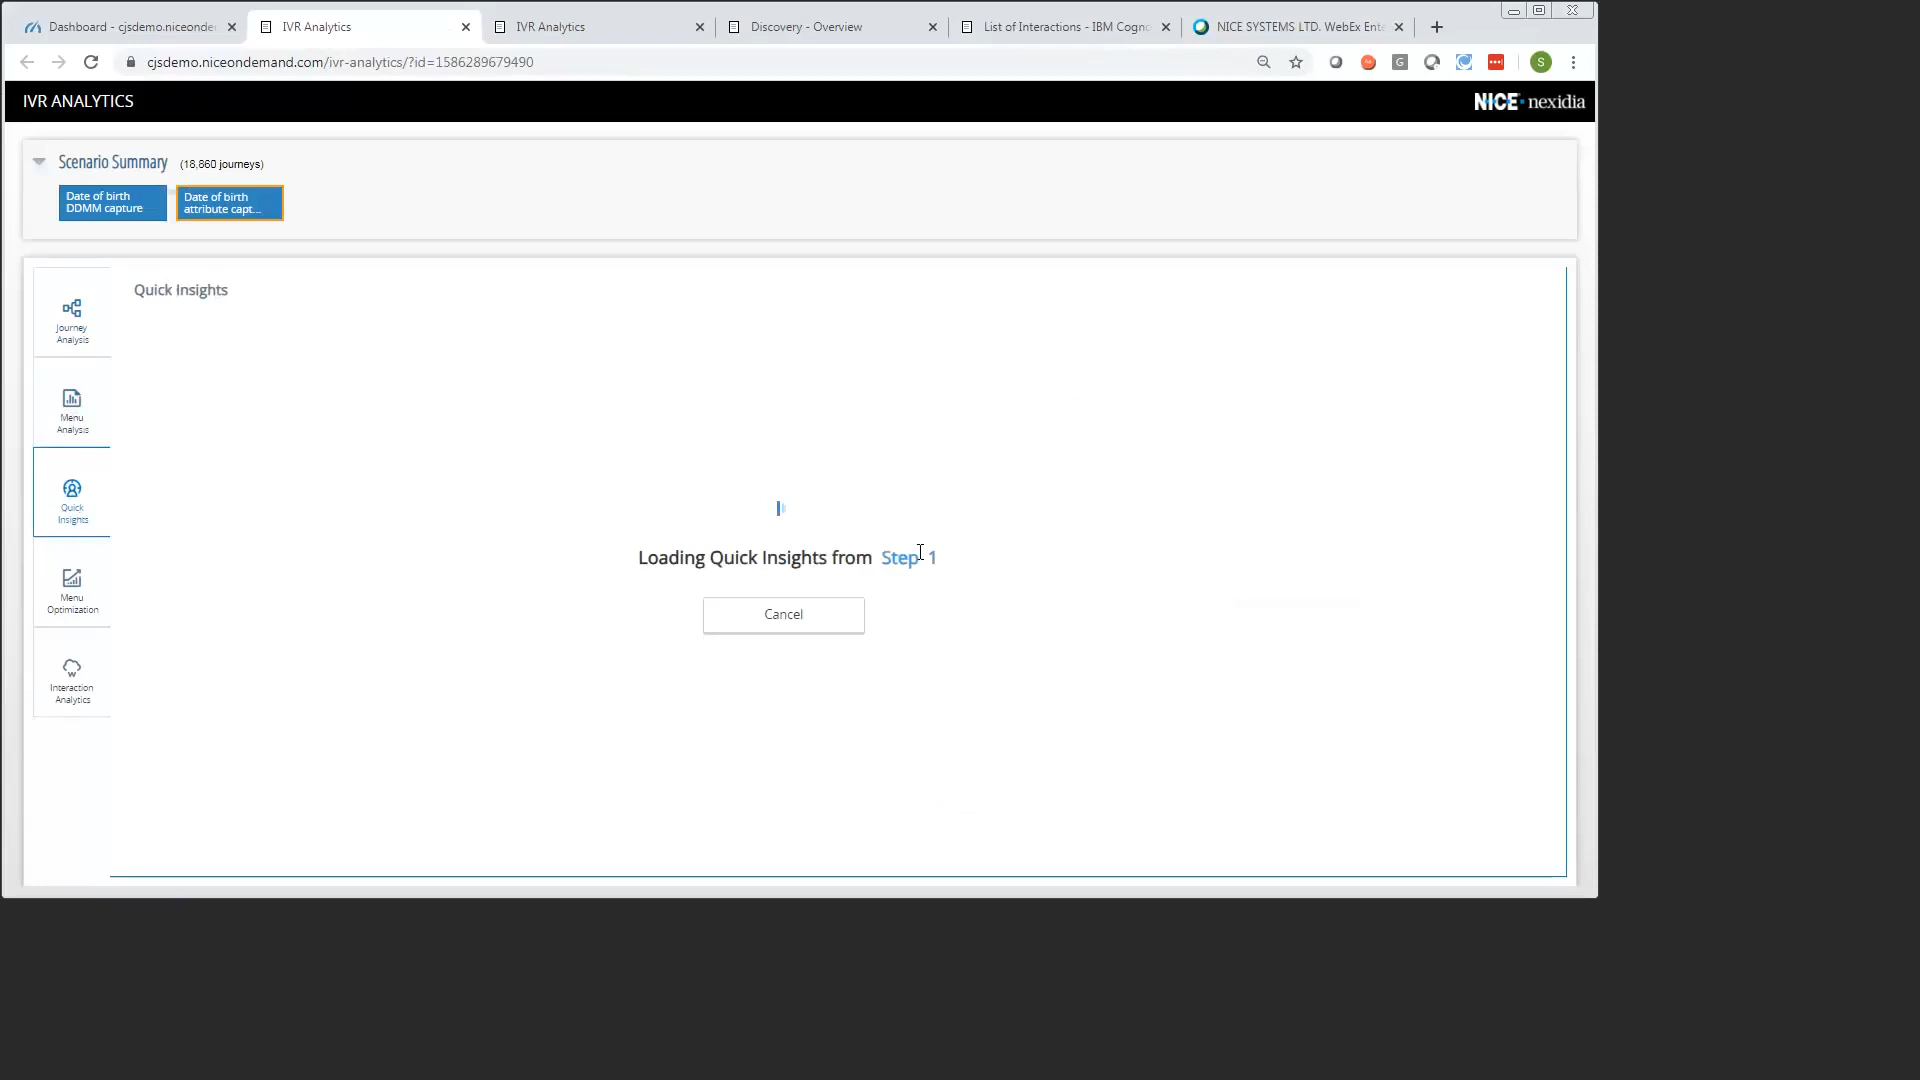 Dashboard - cjsdemo.niceonde
IVR Analytics
IVR Analytics
Discovery - Overview
List of Interactions - IBM Cogno
NICE SYSTEMS LTD. WebEx Ente
cjsdemo.niceondemand.com/ivr-analytics/?id=1586289679490
G
S
IVR ANALYTICS
NICE nexidia
Scenario Summary (18,860 journeys)
Date of birth
DDMM capture
Date of birth
attribute capt...
Quick Insights
Journey
Analysis
Menu
Analysis
Quick
Insights
Menu
Optimization
Interaction
Analytics
Loading Quick Insights from Step 1
Cancel